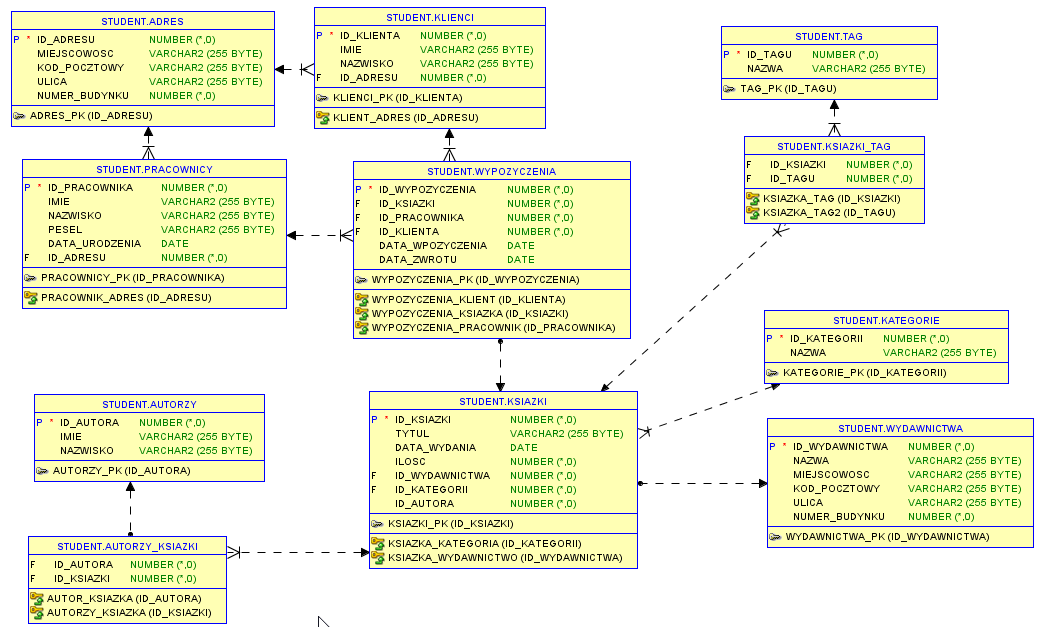 STUDENT.ADRES
P * ID_ADRESU NUMBER (*,0)
MIEJSCOWOSC VARCHAR2 (255 BYTE)
KOD_POCZTOWY VARCHAR2 (255 BYTE)
ULICA VARCHAR2 (255 BYTE)
NUMER_BUDYNKU NUMBER (*,0)
ADRES_PK (ID_ADRESU)
STUDENT.KLIENCI
P * ID_KLIENTA NUMBER (*,0)
IMIE VARCHAR2 (255 BYTE)
NAZWISKO VARCHAR2 (255 BYTE)
F ID_ADRESU NUMBER (*,0)
KLIENCI_PK (ID_KLIENTA)
KLIENT_ADRES (ID_ADRESU)
STUDENT.TAG
P * ID_TAGU NUMBER (*,0)
NAZWA VARCHAR2 (255 BYTE)
TAG_PK (ID_TAGU)
STUDENT.PRACOWNICY
P * ID_PRACOWNIKA NUMBER (*,0)
IMIE VARCHAR2 (255 BYTE)
NAZWISKO VARCHAR2 (255 BYTE)
PESEL VARCHAR2 (255 BYTE)
DATA_URODZENIA DATE
F ID_ADRESU NUMBER (*,0)
PRACOWNICY_PK (ID_PRACOWNIKA)
PRACOWNIK_ADRES (ID_ADRESU)
STUDENT.WYPOZYCZENIA
P * ID_WYPOZYCZENIA NUMBER (*,0)
F ID_KSIAZKI NUMBER (*,0)
F ID_PRACOWNIKA NUMBER (*,0)
F ID_KLIENTA NUMBER (*,0)
DATA_WPOZYCZENIA DATE
DATA_ZWROTU DATE
WYPOZYCZENIA_PK (ID_WYPOZYCZENIA)
WYPOZYCZENIA_KLIENT (ID_KLIENTA)
WYPOZYCZENIA_KSIAZKA (ID_KSIAZKI)
WYPOZYCZENIA_PRACOWNIK (ID_PRACOWNIKA)
STUDENT.KSIAZKI_TAG
F ID_KSIAZKI NUMBER (*,0)
F ID_TAGU NUMBER (*,0)
KSIAZKA_TAG (ID_KSIAZKI)
KSIAZKA_TAG2 (ID_TAGU)
STUDENT.KATEGORIE
P * ID_KATEGORII NUMBER (*,0)
NAZWA VARCHAR2 (255 BYTE)
KATEGORIE_PK (ID_KATEGORII)
STUDENT.AUTORZY
P * ID_AUTORA NUMBER (*,0)
IMIE VARCHAR2 (255 BYTE)
NAZWISKO VARCHAR2 (255 BYTE)
AUTORZY_PK (ID_AUTORA)
STUDENT.KSIAZKI
P * ID_KSIAZKI NUMBER (*,0)
TYTUL VARCHAR2 (255 BYTE)
DATA_WYDANIA DATE
ILOSC NUMBER (*,0)
F ID_WYDAWNICTWA NUMBER (*,0)
F ID_KATEGORII NUMBER (*,0)
ID_AUTORA NUMBER (*,0)
KSIAZKI_PK (ID_KSIAZKI)
KSIAZKA_KATEGORIA (ID_KATEGORII)
KSIAZKA_WYDAWNICTWO (ID_WYDAWNICTWA)
STUDENT.WYDAWNICTWA
P * ID_WYDAWNICTWA NUMBER (*,0)
NAZWA VARCHAR2 (255 BYTE)
MIEJSCOWOSC VARCHAR2 (255 BYTE)
KOD_POCZTOWY VARCHAR2 (255 BYTE)
ULICA VARCHAR2 (255 BYTE)
NUMER_BUDYNKU NUMBER (*,0)
WYDAWNICTWA_PK (ID_WYDAWNICTWA)
STUDENT.AUTORZY_KSIAZKI
F ID_AUTORA NUMBER (*,0)
F ID_KSIAZKI NUMBER (*,0)
AUTOR_KSIAZKA (ID_AUTORA)
AUTORZY_KSIAZKA (ID_KSIAZKI)